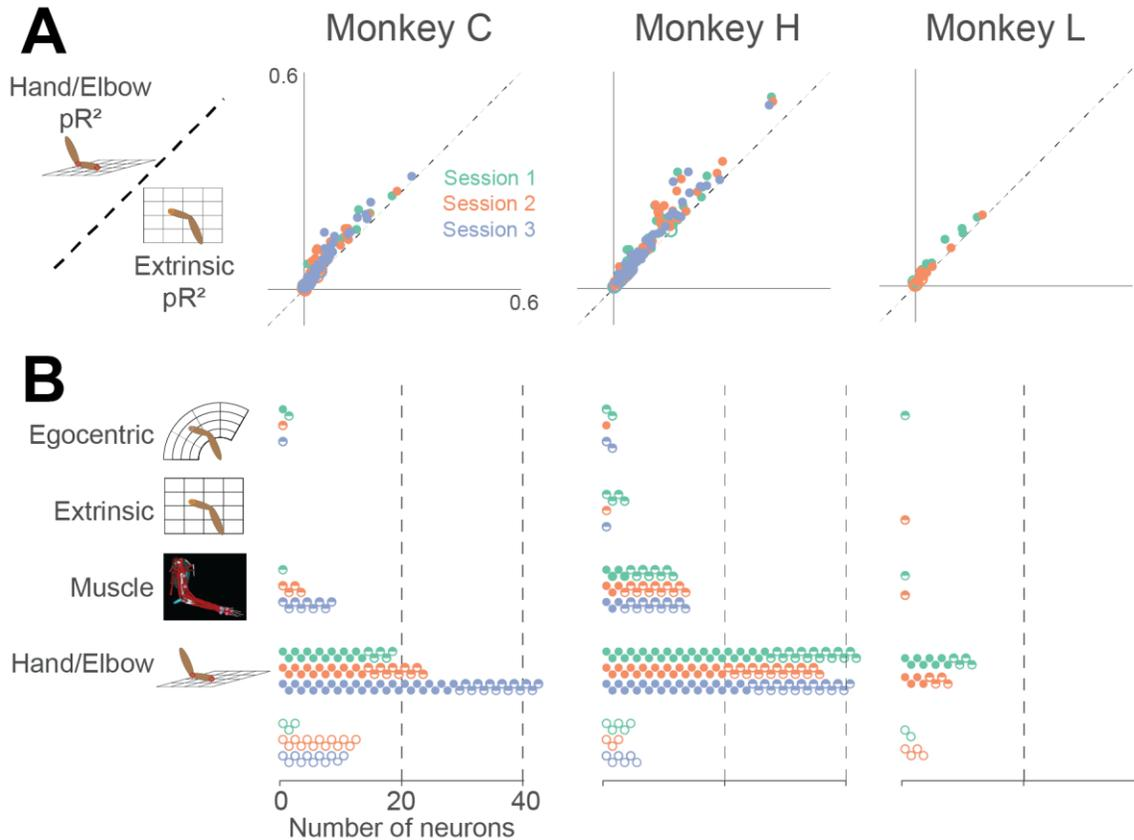 A
Monkey C
Monkey H
Monkey L
Hand/Elbow
pR²
0.6
Session 1
Session 2
Session 3
Extrinsic
pR²
0.6
B
Egocentric
Extrinsic
Muscle
Hand/Elbow
0
20
40
Number of neurons